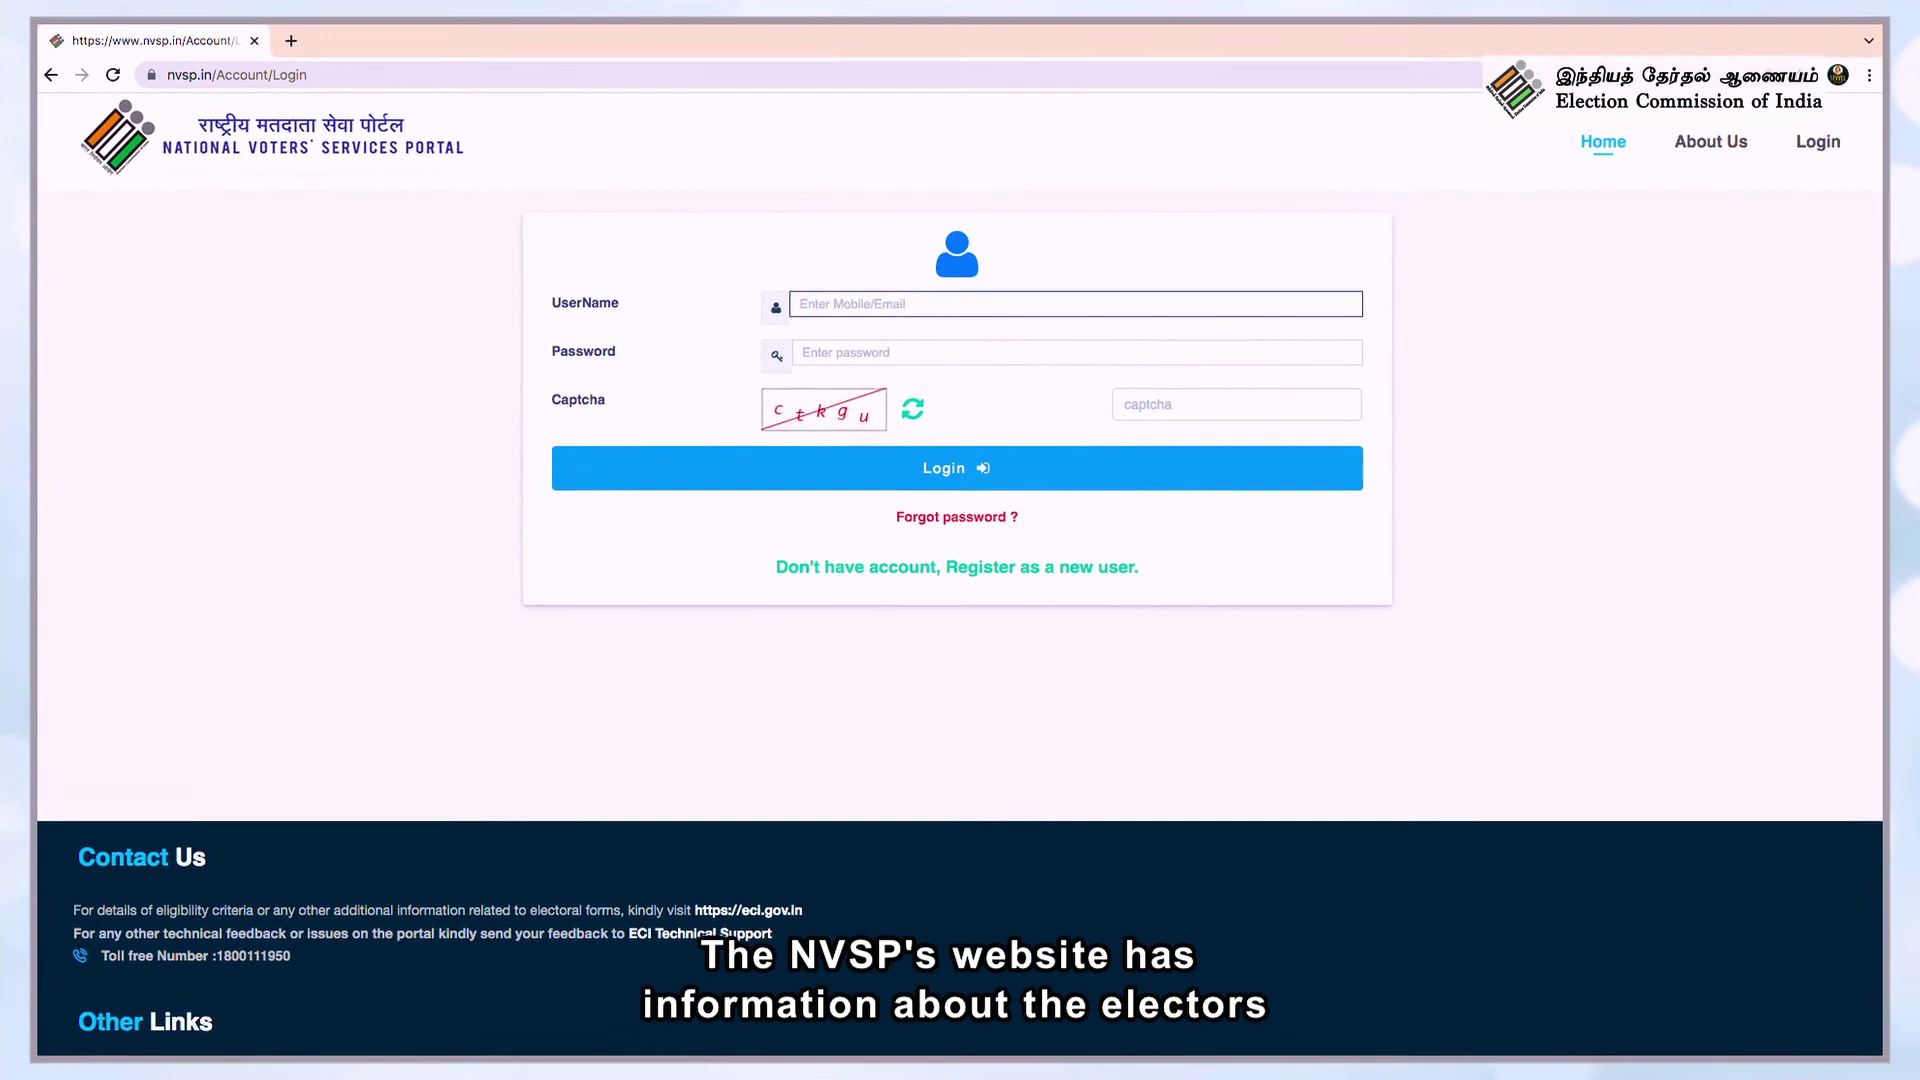 https://www.nvsp.in/Account/L
nvsp.in/Account/Login
இந்தியத் தேர்தல் ஆணையம்
Election Commission of India
राष्ट्रीय मतदाता सेवा पोर्टल
NATIONAL VOTERS' SERVICES PORTAL
Home About Us Login
UserName Enter Mobile/Email
Password Enter password
Captcha c t k g u captcha
Login
Forgot password ?
Don't have account, Register as a new user.
Contact Us
For details of eligibility criteria or any other additional information related to electoral forms, kindly visit https://eci.gov.in
For any other technical feedback or issues on the portal kindly send your feedback to ECI Technical Support
Toll free Number :1800111950
The NVSP's website has
information about the electors
Other Links